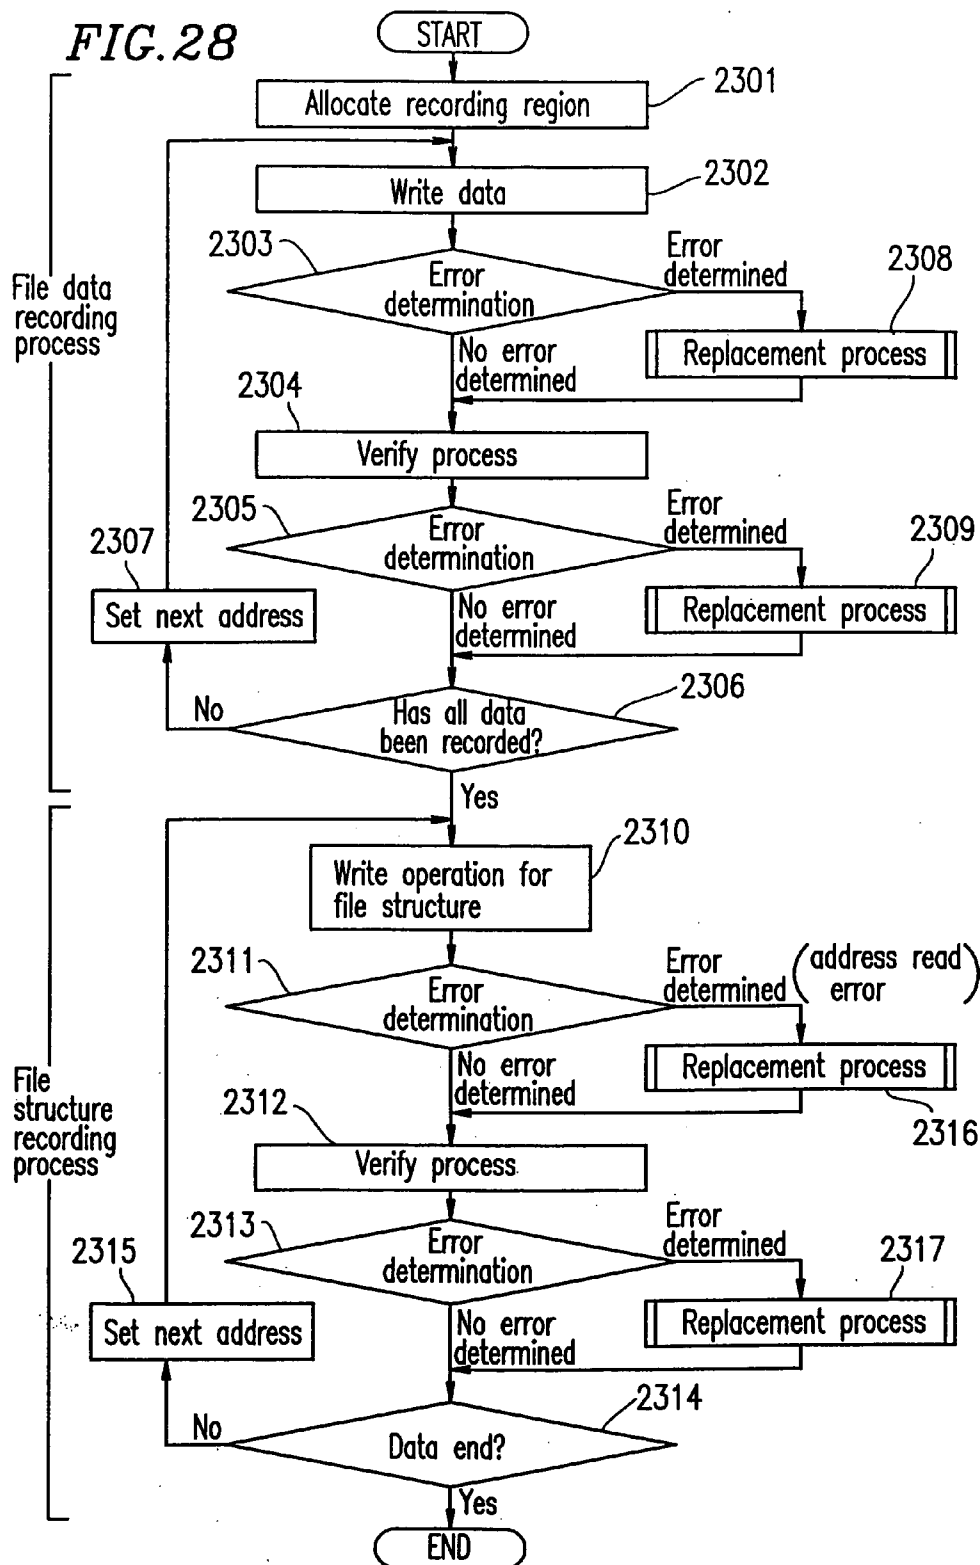 FIG.28
START
2301
Allocate recording region
2302
Write data
2303
Error
determination
Error
determined
2308
Replacement process
File data
recording
process
No error
determined
2304
Verify process
2305
Error
determination
Error
determined
2309
Replacement process
2307
Set next address
No error
determined
2306
No
Has all data
been recorded?
Yes
2310
Write operation for
file structure
2311
Error
determination
Error
determined
(address read
error)
Replacement process
2316
No error
determined
File
structure
recording
process
2312
Verify process
2313
Error
determination
Error
determined
2317
Replacement process
2315
Set next address
No error
determined
2314
No
Data end?
Yes
END